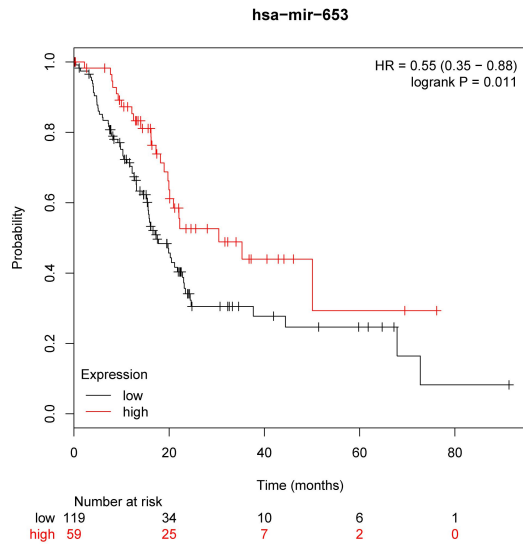 hsa−mir−653
HR = 0.55 (0.35 − 0.88)
logrank P = 0.011
Probability
1.0
0.8
0.6
0.4
0.2
0.0
Expression
low
high
0 20 40 60 80
Time (months)
Number at risk
low 119 34 10 6 1
high 59 25 7 2 0